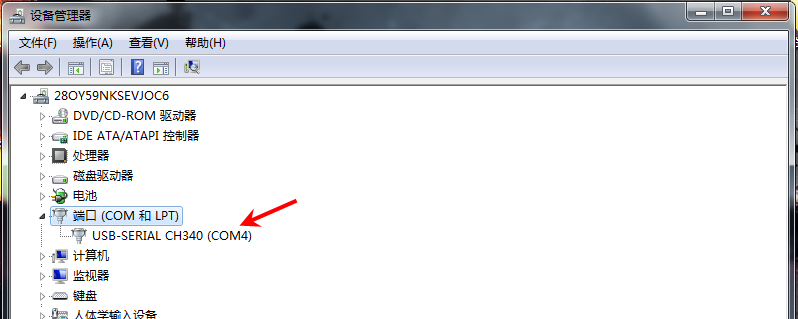 设备管理器
文件(F) 操作(A) 查看(V) 帮助(H)
28OY59NKSEVJOC6
DVD/CD-ROM 驱动器
IDE ATA/ATAPI 控制器
处理器
磁盘驱动器
电池
端口 (COM 和 LPT)
USB-SERIAL CH340 (COM4)
计算机
监视器
键盘
人体学输入设备